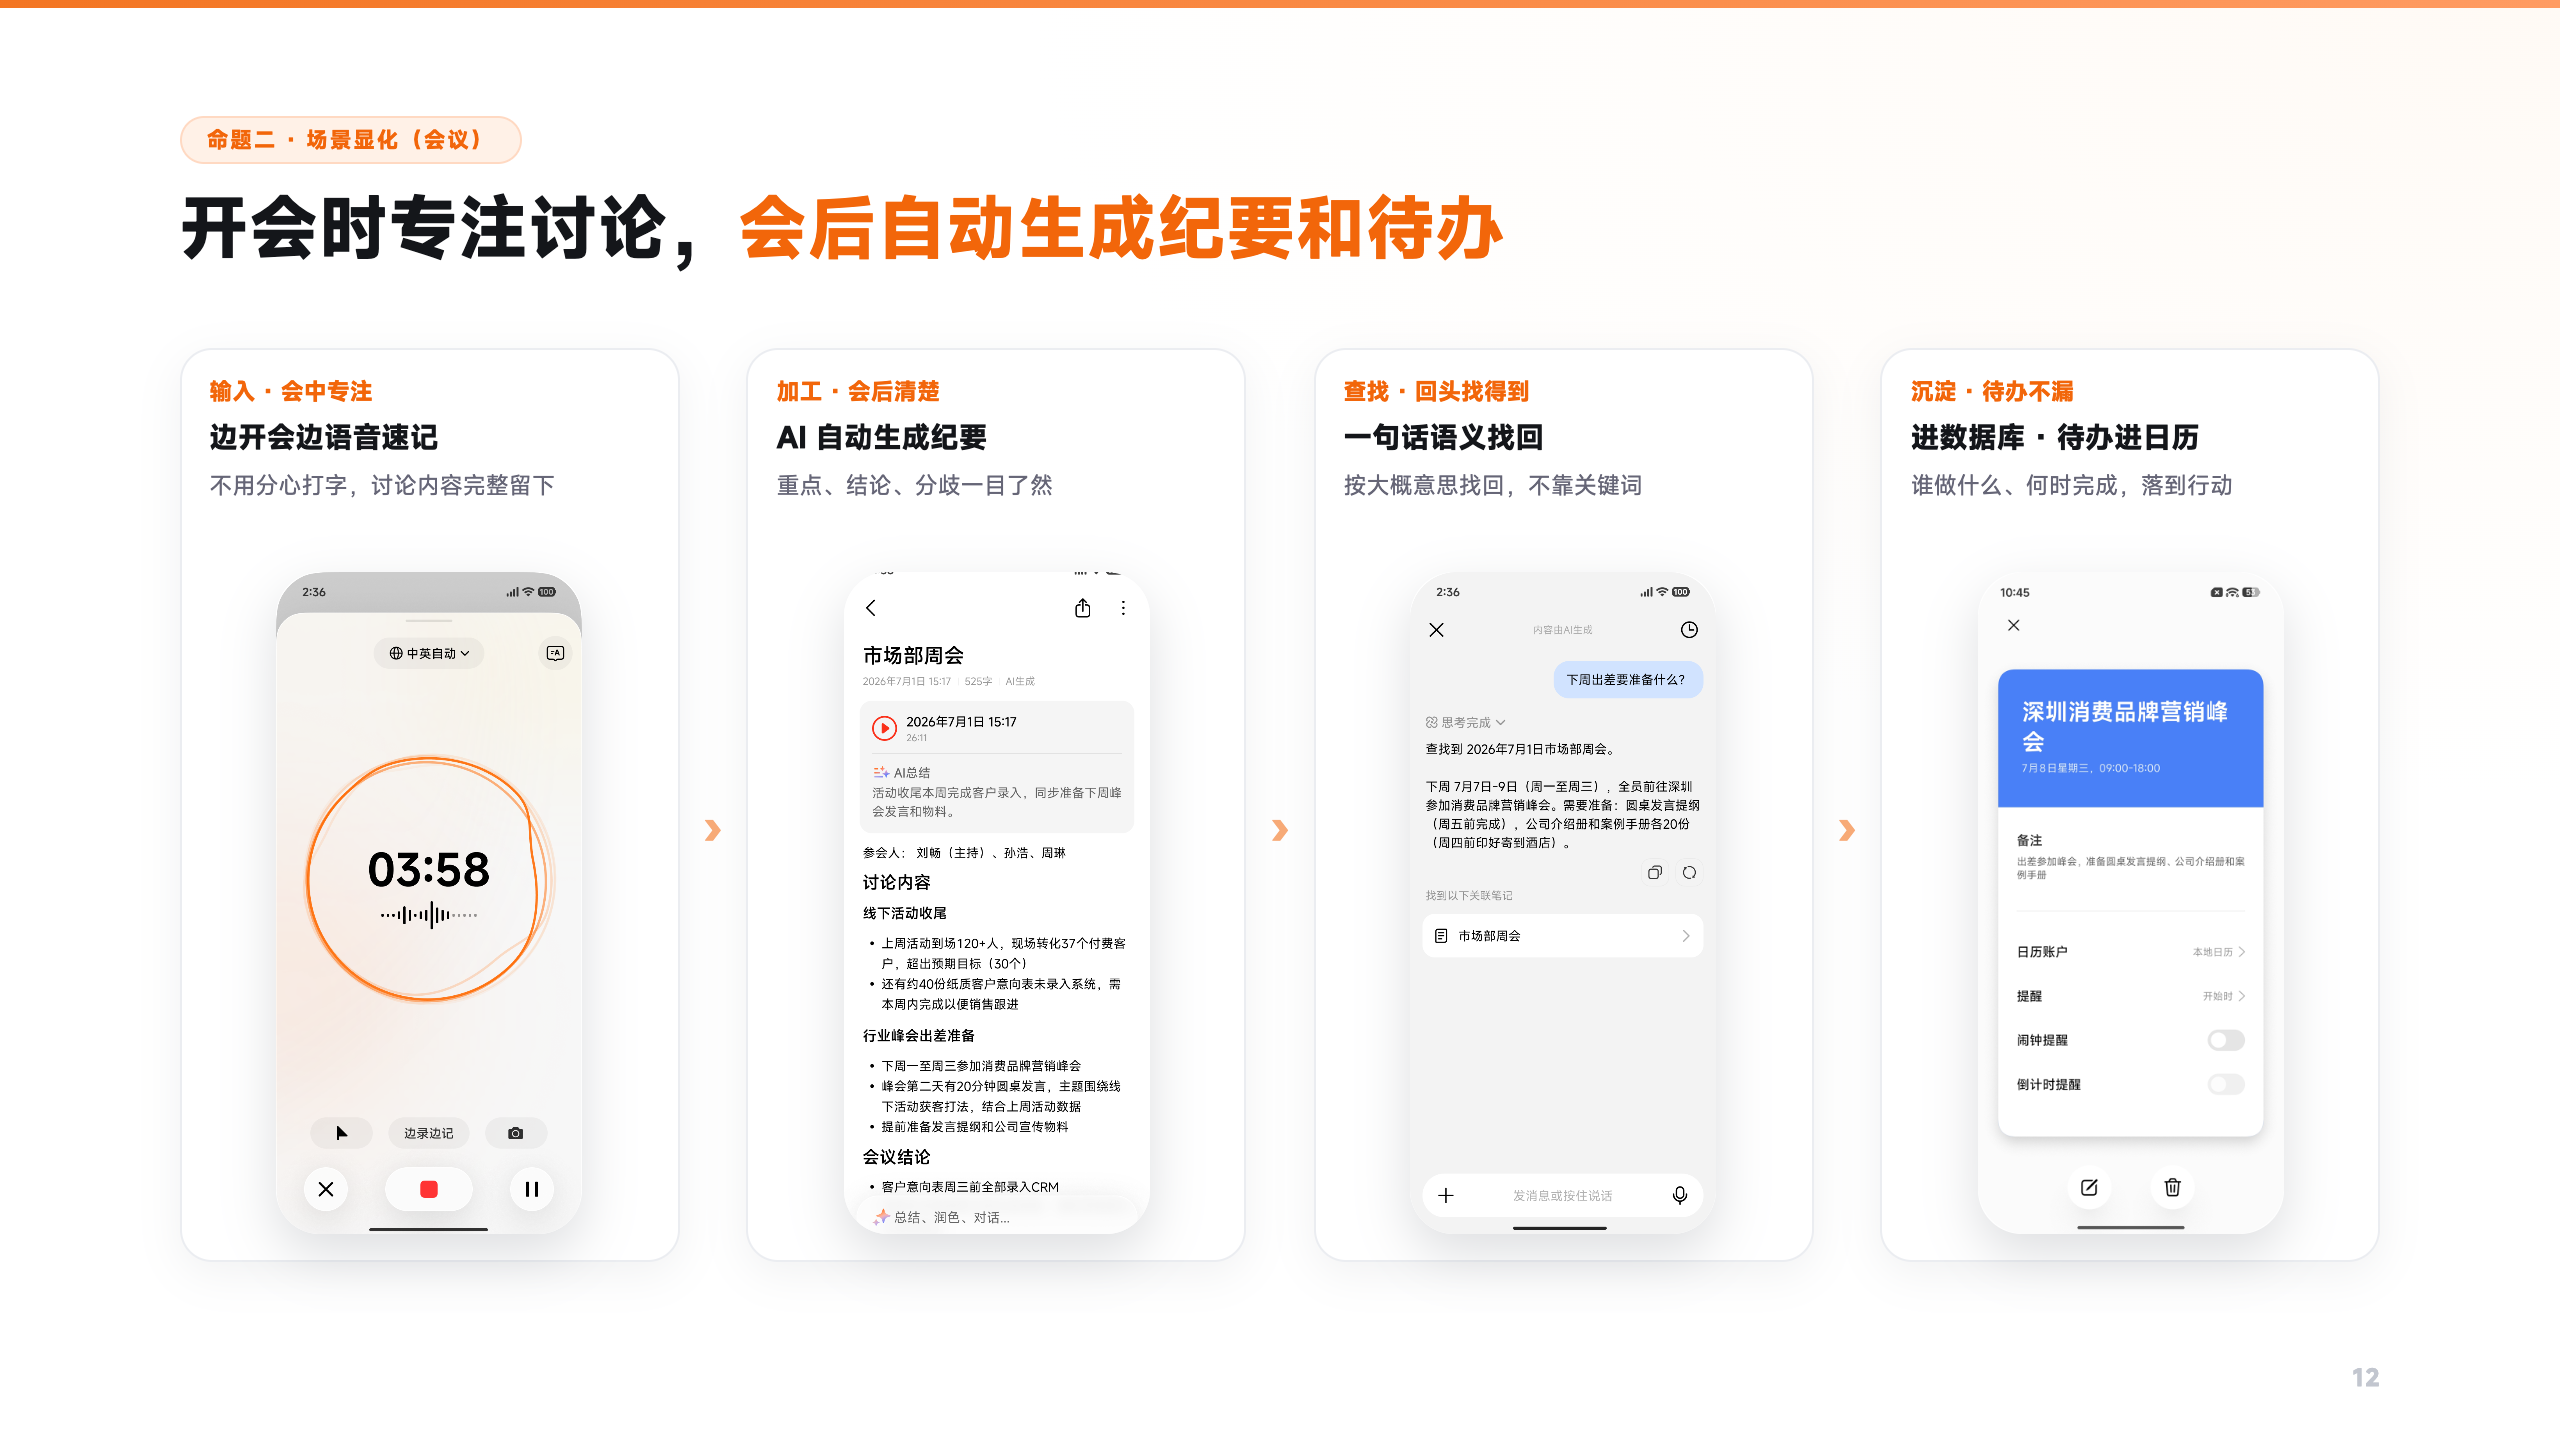 命题二 · 场景显化（会议）
开会时专注讨论，会后自动生成纪要和待办
输入 · 会中专注
边开会边语音速记
不用分心打字，讨论内容完整留下
2:36
100
中英自动
03:58
边录边记
加工 · 会后清楚
AI 自动生成纪要
重点、结论、分歧一目了然
市场部周会
2026年7月1日 15:17 | 525字 | AI生成
2026年7月1日 15:17
26:11
AI总结
活动收尾本周完成客户录入，同步准备下周峰
会发言和物料。
参会人： 刘畅（主持）、孙浩、周琳
讨论内容
线下活动收尾
• 上周活动到场120+人，现场转化37个付费客
户，超出预期目标（30个）
• 还有约40份纸质客户意向表未录入系统，需
本周内完成以便销售跟进
行业峰会出差准备
• 下周一至周三参加消费品牌营销峰会
• 峰会第二天有20分钟圆桌发言，主题围绕线
下活动获客打法，结合上周活动数据
• 提前准备发言提纲和公司宣传物料
会议结论
• 客户意向表周三前全部录入CRM
总结、润色、对话...
查找 · 回头找得到
一句话语义找回
按大概意思找回，不靠关键词
2:36
100
内容由AI生成
下周出差要准备什么？
思考完成
查找到 2026年7月1日市场部周会。
下周 7月7日-9日（周一至周三），全员前往深圳
参加消费品牌营销峰会。需要准备：圆桌发言提纲
（周五前完成），公司介绍册和案例手册各20份
（周四前印好寄到酒店）。
找到以下关联笔记
市场部周会
发消息或按住说话
沉淀 · 待办不漏
进数据库 · 待办进日历
谁做什么、何时完成，落到行动
10:45
深圳消费品牌营销峰
会
7月8日星期三，09:00-18:00
备注
出差参加峰会，准备圆桌发言提纲、公司介绍册和案
例手册
日历账户
本地日历
提醒
开始时
闹钟提醒
倒计时提醒
12